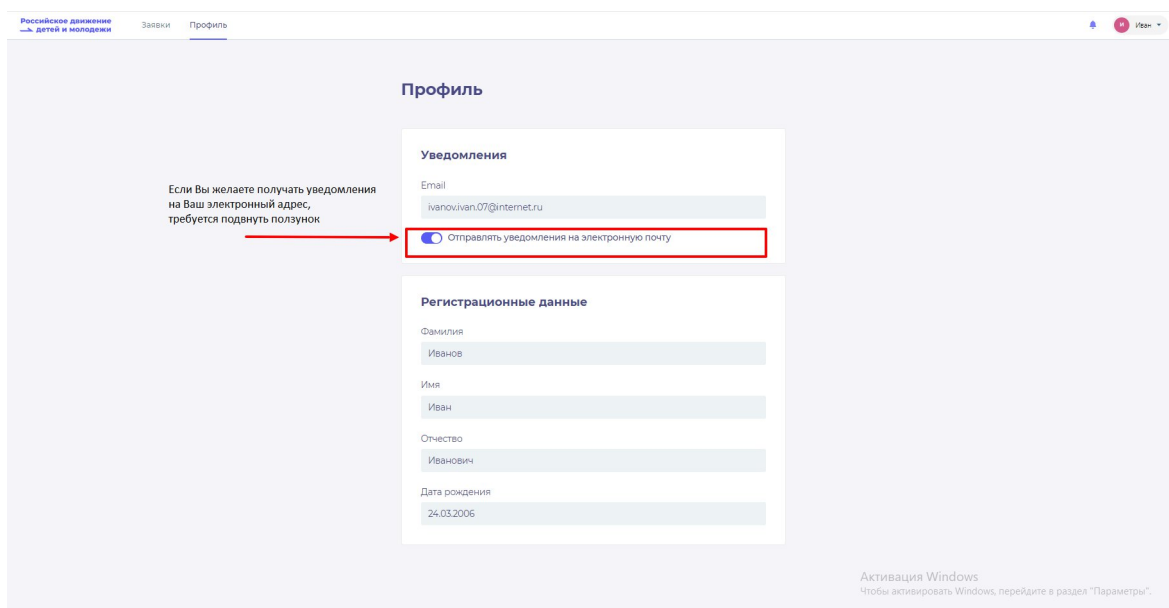 Российское движение
детей и молодежи
Заявки
Профиль
И
Иван
Профиль
Уведомления
Если Вы желаете получать уведомления
на Ваш электронный адрес,
требуется подвнуть ползунок
Email
ivanov.ivan.07@internet.ru
Отправлять уведомления на электронную почту
Регистрационные данные
Фамилия
Иванов
Имя
Иван
Отчество
Иванович
Дата рождения
24.03.2006
Активация Windows
Чтобы активировать Windows, перейдите в раздел "Параметры".